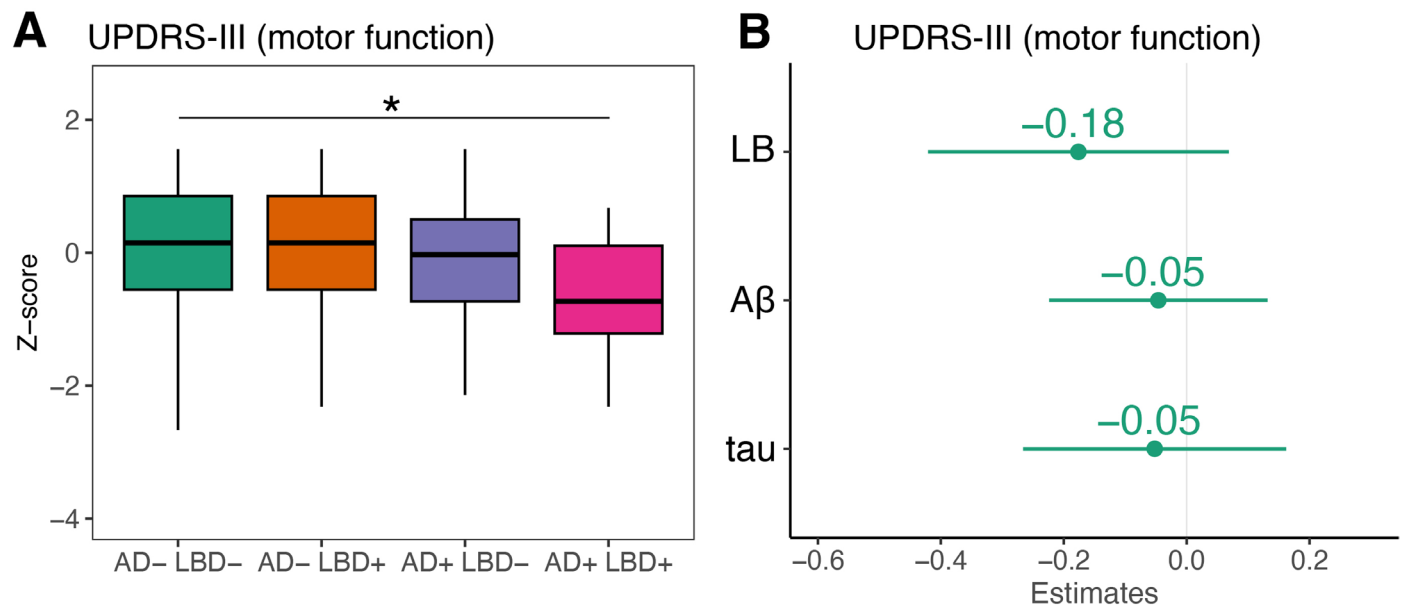 A UPDRS-III (motor function)
*
2
0
−2
−4
Z−score
AD− LBD− AD− LBD+ AD+ LBD− AD+ LBD+
B UPDRS-III (motor function)
LB
−0.18
Aβ
−0.05
tau
−0.05
−0.6 −0.4 −0.2 0.0 0.2
Estimates